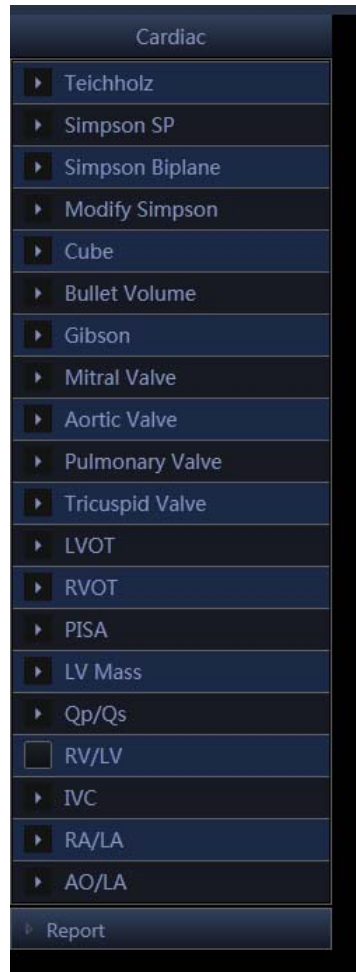 Cardiac
Teichholz
Simpson SP
Simpson Biplane
Modify Simpson
Cube
Bullet Volume
Gibson
Mitral Valve
Aortic Valve
Pulmonary Valve
Tricuspid Valve
LVOT
RVOT
PISA
LV Mass
Qp/Qs
RV/LV
IVC
RA/LA
AO/LA
Report